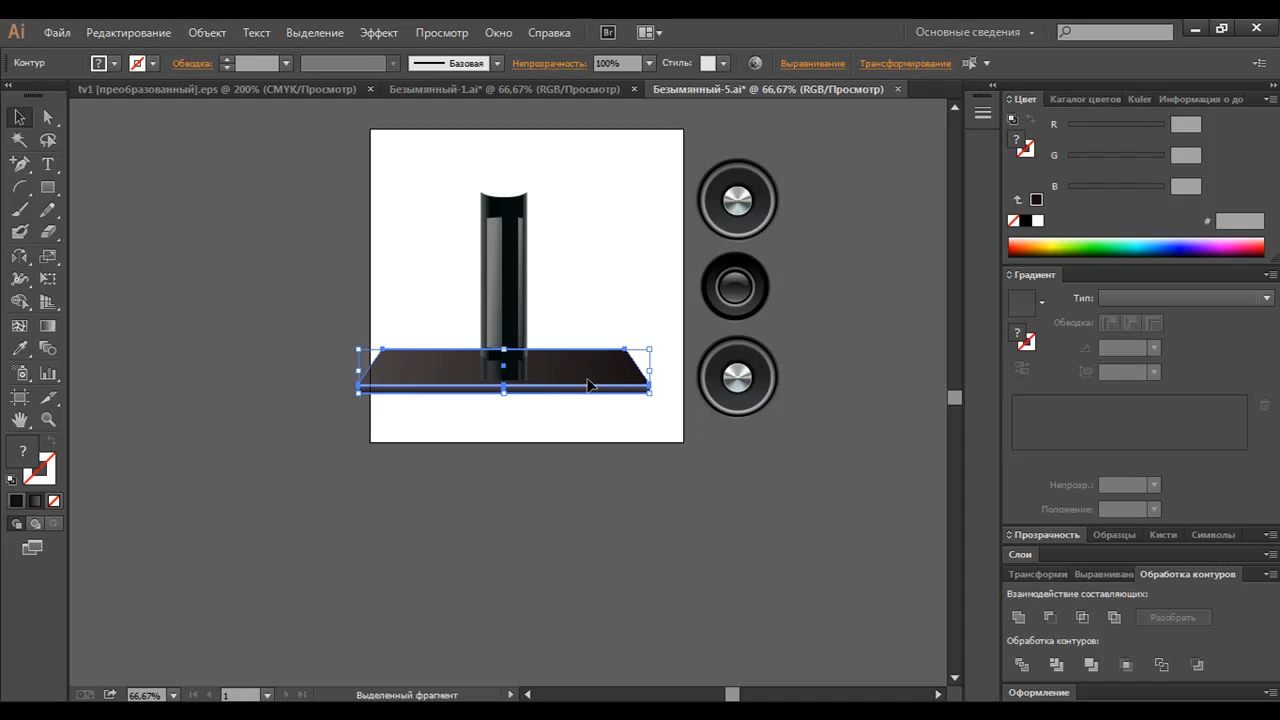 Ai Файл Редактирование Объект Текст Выделение Эффект Просмотр Окно Справка Br Основные сведения
Контур ? Обводка: Базовая Непрозрачность: 100% Стиль: Выравнивание Трансформирование
tv1 [преобразованный].eps @ 200% (CMYK/Просмотр) × Безымянный-1.ai* @ 66,67% (RGB/Просмотр) × Безымянный-5.ai* @ 66,67% (RGB/Просмотр) ×
Цвет Каталог цветов Kuler Информация о до
? R
G
B
#
Градиент
Тип:
? Обводка:
Непрозр.:
Положение:
?
Прозрачность Образцы Кисти Символы
Слои
Трансформи Выравнивани Обработка контуров
Взаимодействие составляющих:
Разобрать
Обработка контуров:
Оформление
66,67% 1 Выделенный фрагмент